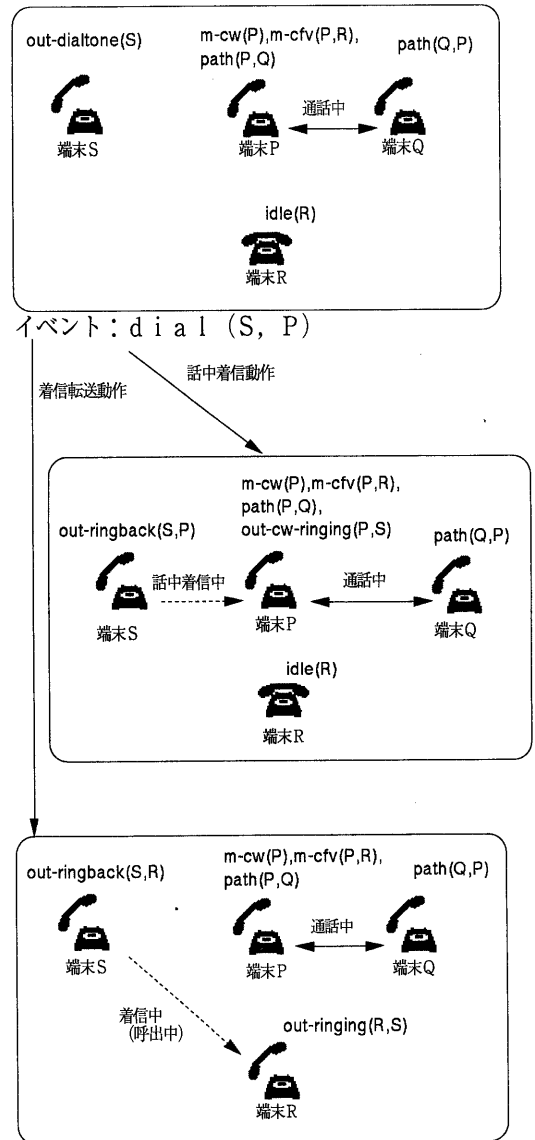 out-dialtone(S)
m-cw(P),m-cfv(P,R),
path(P,Q)
path(Q,P)
通話中
端末S
端末P
端末Q
idle(R)
端末R
イベント：dial（S，P）
着信転送動作
話中着信動作
m-cw(P),m-cfv(P,R),
path(P,Q),
out-cw-ringing(P,S)
out-ringback(S,P)
path(Q,P)
話中着信中
通話中
端末S
端末P
端末Q
idle(R)
端末R
out-ringback(S,R)
m-cw(P),m-cfv(P,R),
path(P,Q)
path(Q,P)
通話中
端末S
端末P
端末Q
着信中
(呼出中)
out-ringing(R,S)
端末R